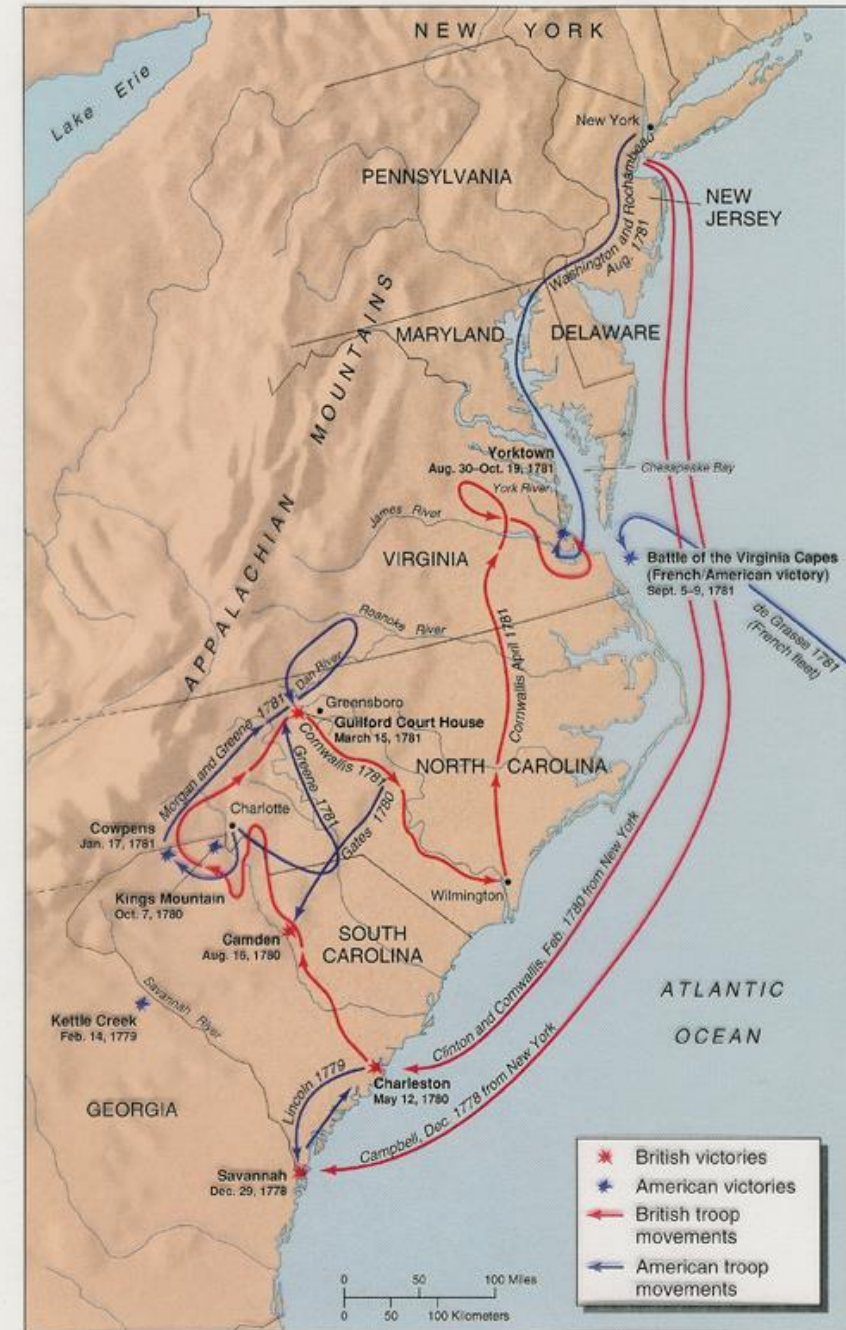 NEW YORK
Lake Erie
New York
PENNSYLVANIA
NEW
JERSEY
Washington and Rochambeau
Aug. 1781
APPALACHIAN MOUNTAINS
MARYLAND
DELAWARE
Yorktown
Aug. 30–Oct. 19, 1781
Chesapeake Bay
York River
James River
VIRGINIA
Battle of the Virginia Capes
(French/American victory)
Sept. 5–9, 1781
de Grasse 1781
(French fleet)
Roanoke River
Dan River
Cornwallis April 1781
Greensboro
Guilford Court House
March 15, 1781
Morgan and Greene 1781
Cornwallis 1781
Greene 1781
NORTH CAROLINA
Gates 1780
Charlotte
Cowpens
Jan. 17, 1781
Kings Mountain
Oct. 7, 1780
Wilmington
Camden
Aug. 16, 1780
SOUTH
CAROLINA
Clinton and Cornwallis, Feb. 1780 from New York
ATLANTIC
OCEAN
Savannah River
Kettle Creek
Feb. 14, 1779
Lincoln 1779
Charleston
May 12, 1780
GEORGIA
Campbell, Dec. 1778 from New York
Savannah
Dec. 29, 1778
British victories
American victories
British troop
movements
American troop
movements
0 50 100 Miles
0 50 100 Kilometers